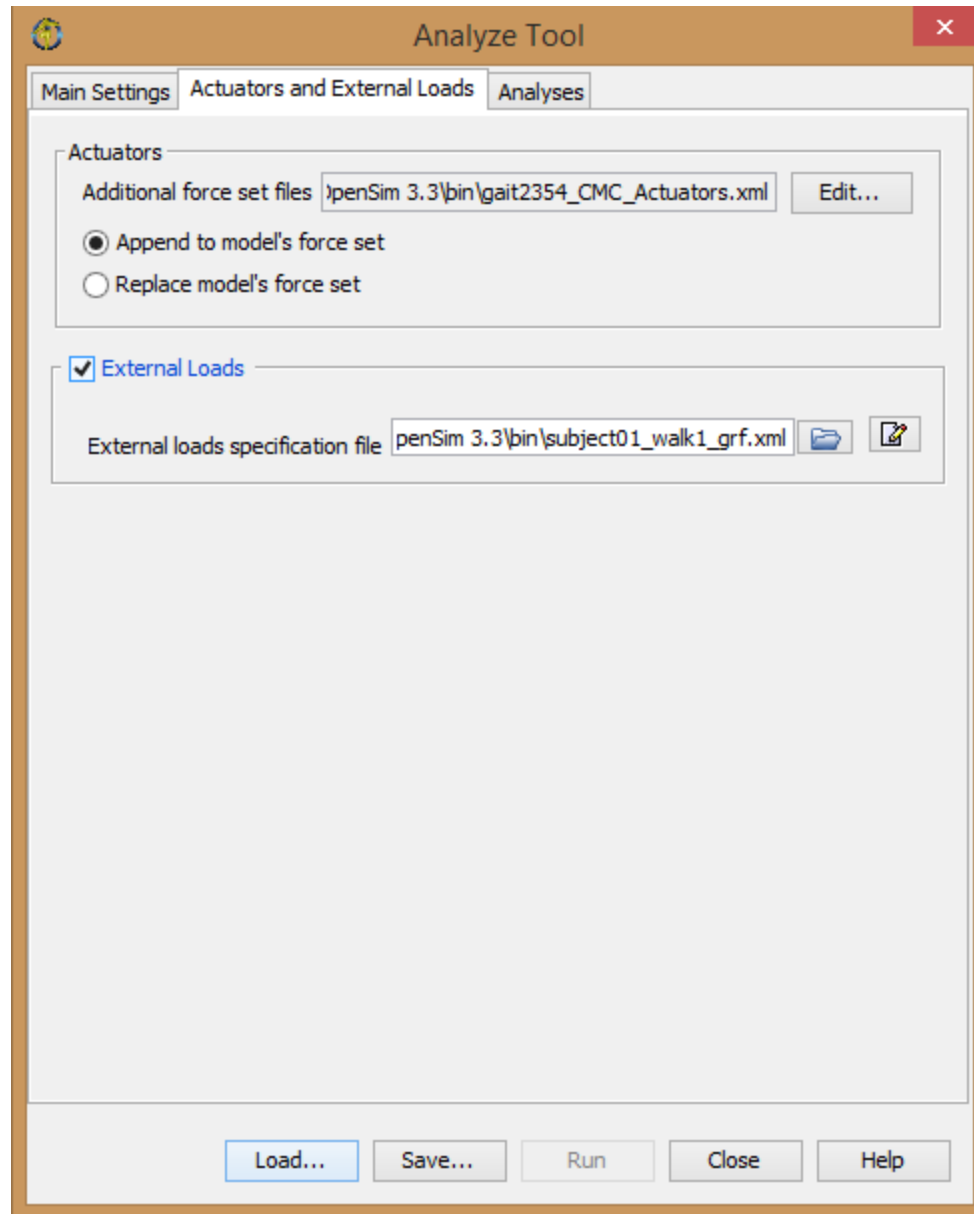 Analyze Tool
Main Settings Actuators and External Loads Analyses
Actuators
Additional force set files )penSim 3.3\bin\gait2354_CMC_Actuators.xml Edit...
Append to model's force set
Replace model's force set
External Loads
External loads specification file penSim 3.3\bin\subject01_walk1_grf.xml
Load... Save... Run Close Help